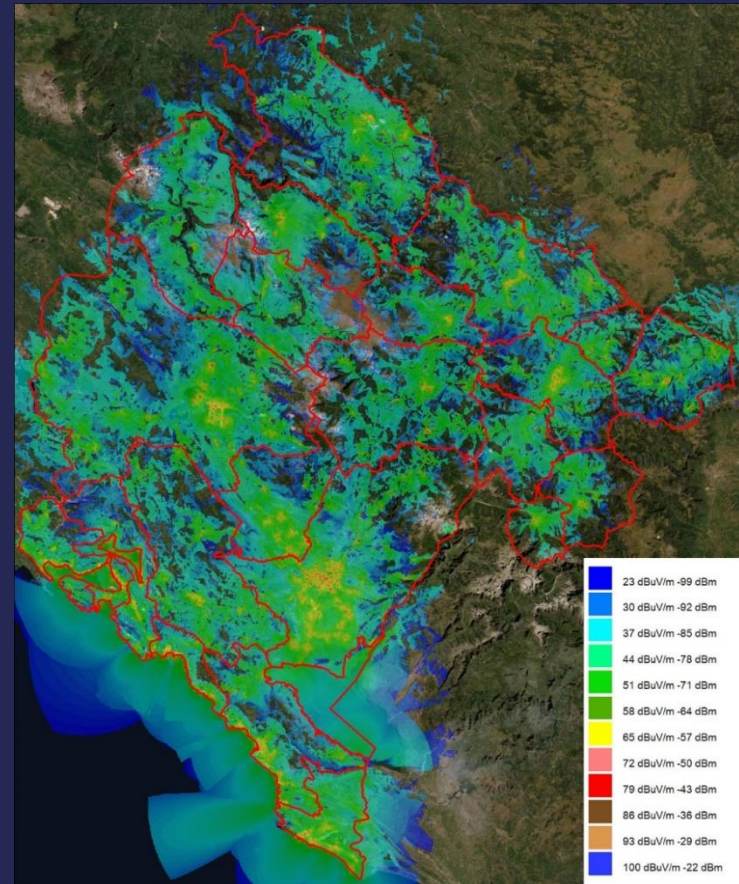 23 dBuV/m -99 dBm
30 dBuV/m -92 dBm
37 dBuV/m -85 dBm
44 dBuV/m -78 dBm
51 dBuV/m -71 dBm
58 dBuV/m -64 dBm
65 dBuV/m -57 dBm
72 dBuV/m -50 dBm
79 dBuV/m -43 dBm
86 dBuV/m -36 dBm
93 dBuV/m -29 dBm
100 dBuV/m -22 dBm